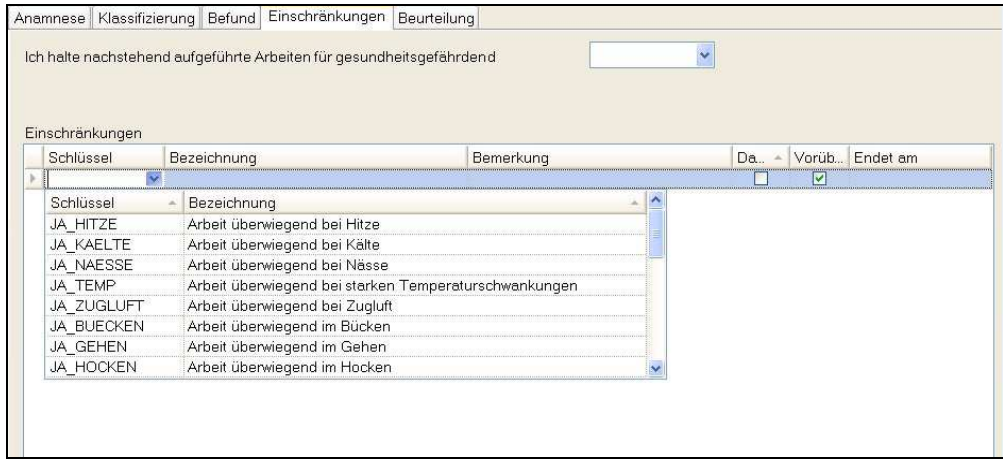 Anamnese Klassifizierung Befund Einschränkungen Beurteilung
Ich halte nachstehend aufgeführte Arbeiten für gesundheitsgefährdend
Einschränkungen
Schlüssel Bezeichnung Bemerkung Da... Vorüb... Endet am
Schlüssel Bezeichnung
JA_HITZE Arbeit überwiegend bei Hitze
JA_KAELTE Arbeit überwiegend bei Kälte
JA_NAESSE Arbeit überwiegend bei Nässe
JA_TEMP Arbeit überwiegend bei starken Temperaturschwankungen
JA_ZUGLUFT Arbeit überwiegend bei Zugluft
JA_BUECKEN Arbeit überwiegend im Bücken
JA_GEHEN Arbeit überwiegend im Gehen
JA_HOCKEN Arbeit überwiegend im Hocken